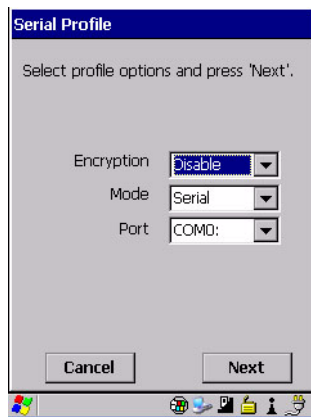 Serial Profile
Select profile options and press 'Next'.
Encryption Disable
Mode Serial
Port COM0:
Cancel Next